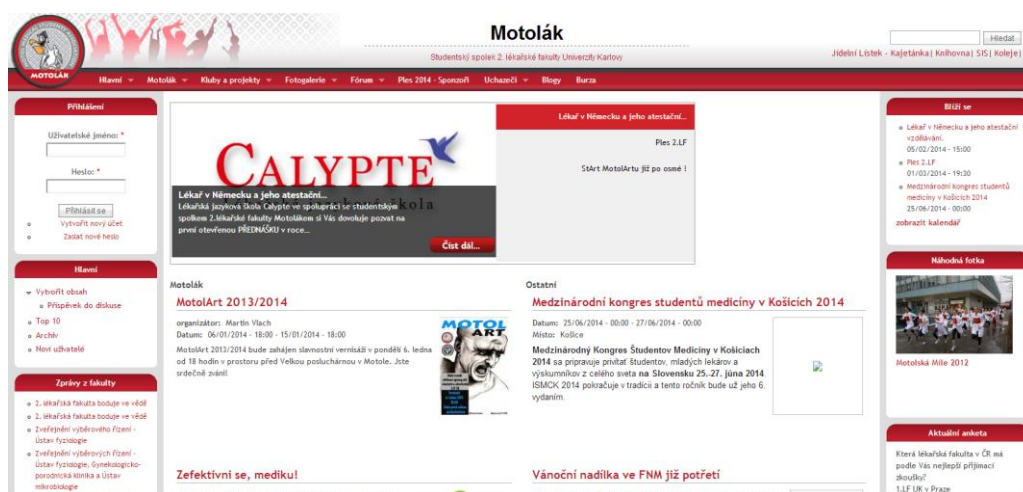 Motolák
Studentský spolek 2. lékařské fakulty Univerzity Karlovy
Hledat
Jídelní Lístek - Kajetánka| Knihovna| SIS| Koleje|
MOTOLÁK
Hlavní Motolák Kluby a projekty Fotogalerie Fórum Ples 2014 - Sponzoři Uchazeči Blogy Burza
Přihlášení
Uživatelské jméno: *
Heslo: *
Přihlásit se
Vytvořit nový účet
Zaslat nové heslo
Hlavní
Vytvořit obsah
Příspěvek do diskuse
Top 10
Archiv
Noví uživatelé
Zprávy z fakulty
2. lékařská fakulta boduje ve vědě
2. lékařská fakulta boduje ve vědě
Zveřejnění výběrového řízení -
Ústav fyziologie
Zveřejnění výběrových řízení -
Ústav fyziologie, Gynekologicko-
porodnická klinika a Ústav
mikrobiologie
CALYPTE
Lékař v Německu a jeho atestační...
Lékařská jazyková škola Calypte ve spolupráci se studentským
spolkem 2.lékařské fakulty Motolákem si Vás dovoluje pozvat na
první otevřenou PŘEDNÁŠKU v roce...
Číst dál...
Lékař v Německu a jeho atestační...
Ples 2.LF
StArt MotolArtu již po osmé !
Motolák
MotolArt 2013/2014
organizátor: Martin Vlach
Datum: 06/01/2014 - 18:00 - 15/01/2014 - 18:00
MotolArt 2013/2014 bude zahájen slavnostní vernisáží v pondělí 6. ledna
od 18 hodin v prostoru před Velkou posluchárnou v Motole. Jste
srdečně zváni!
MOTOL
ART
Zefektivni se, mediku!
Ostatní
Medzinárodní kongres studentů medicíny v Košicích 2014
Datum: 25/06/2014 - 00:00 - 27/06/2014 - 00:00
Místo: Košice
Medzinárodný Kongres Študentov Medicíny v Košiciach
2014 sa pripravuje privítať študentov, mladých lekárov a
výskumníkov z celého sveta na Slovensku 25.-27. júna 2014.
ISMCK 2014 pokračuje v tradícii a tento ročník bude už jeho 6.
vydaním.
Vánoční nadílka ve FNM již potřetí
Blíží se
Lékař v Německu a jeho atestační
vzdělávání.
05/02/2014 - 15:00
Ples 2.LF
01/03/2014 - 19:30
Medzinárodní kongres studentů
medicíny v Košicích 2014
25/06/2014 - 00:00
zobrazit kalendář
Náhodná fotka
Motolská Míle 2012
Aktuální anketa
Která lékařská fakulta v ČR má
podle Vás nejlepší přijímací
zkoušky?
1.LF UK v Praze